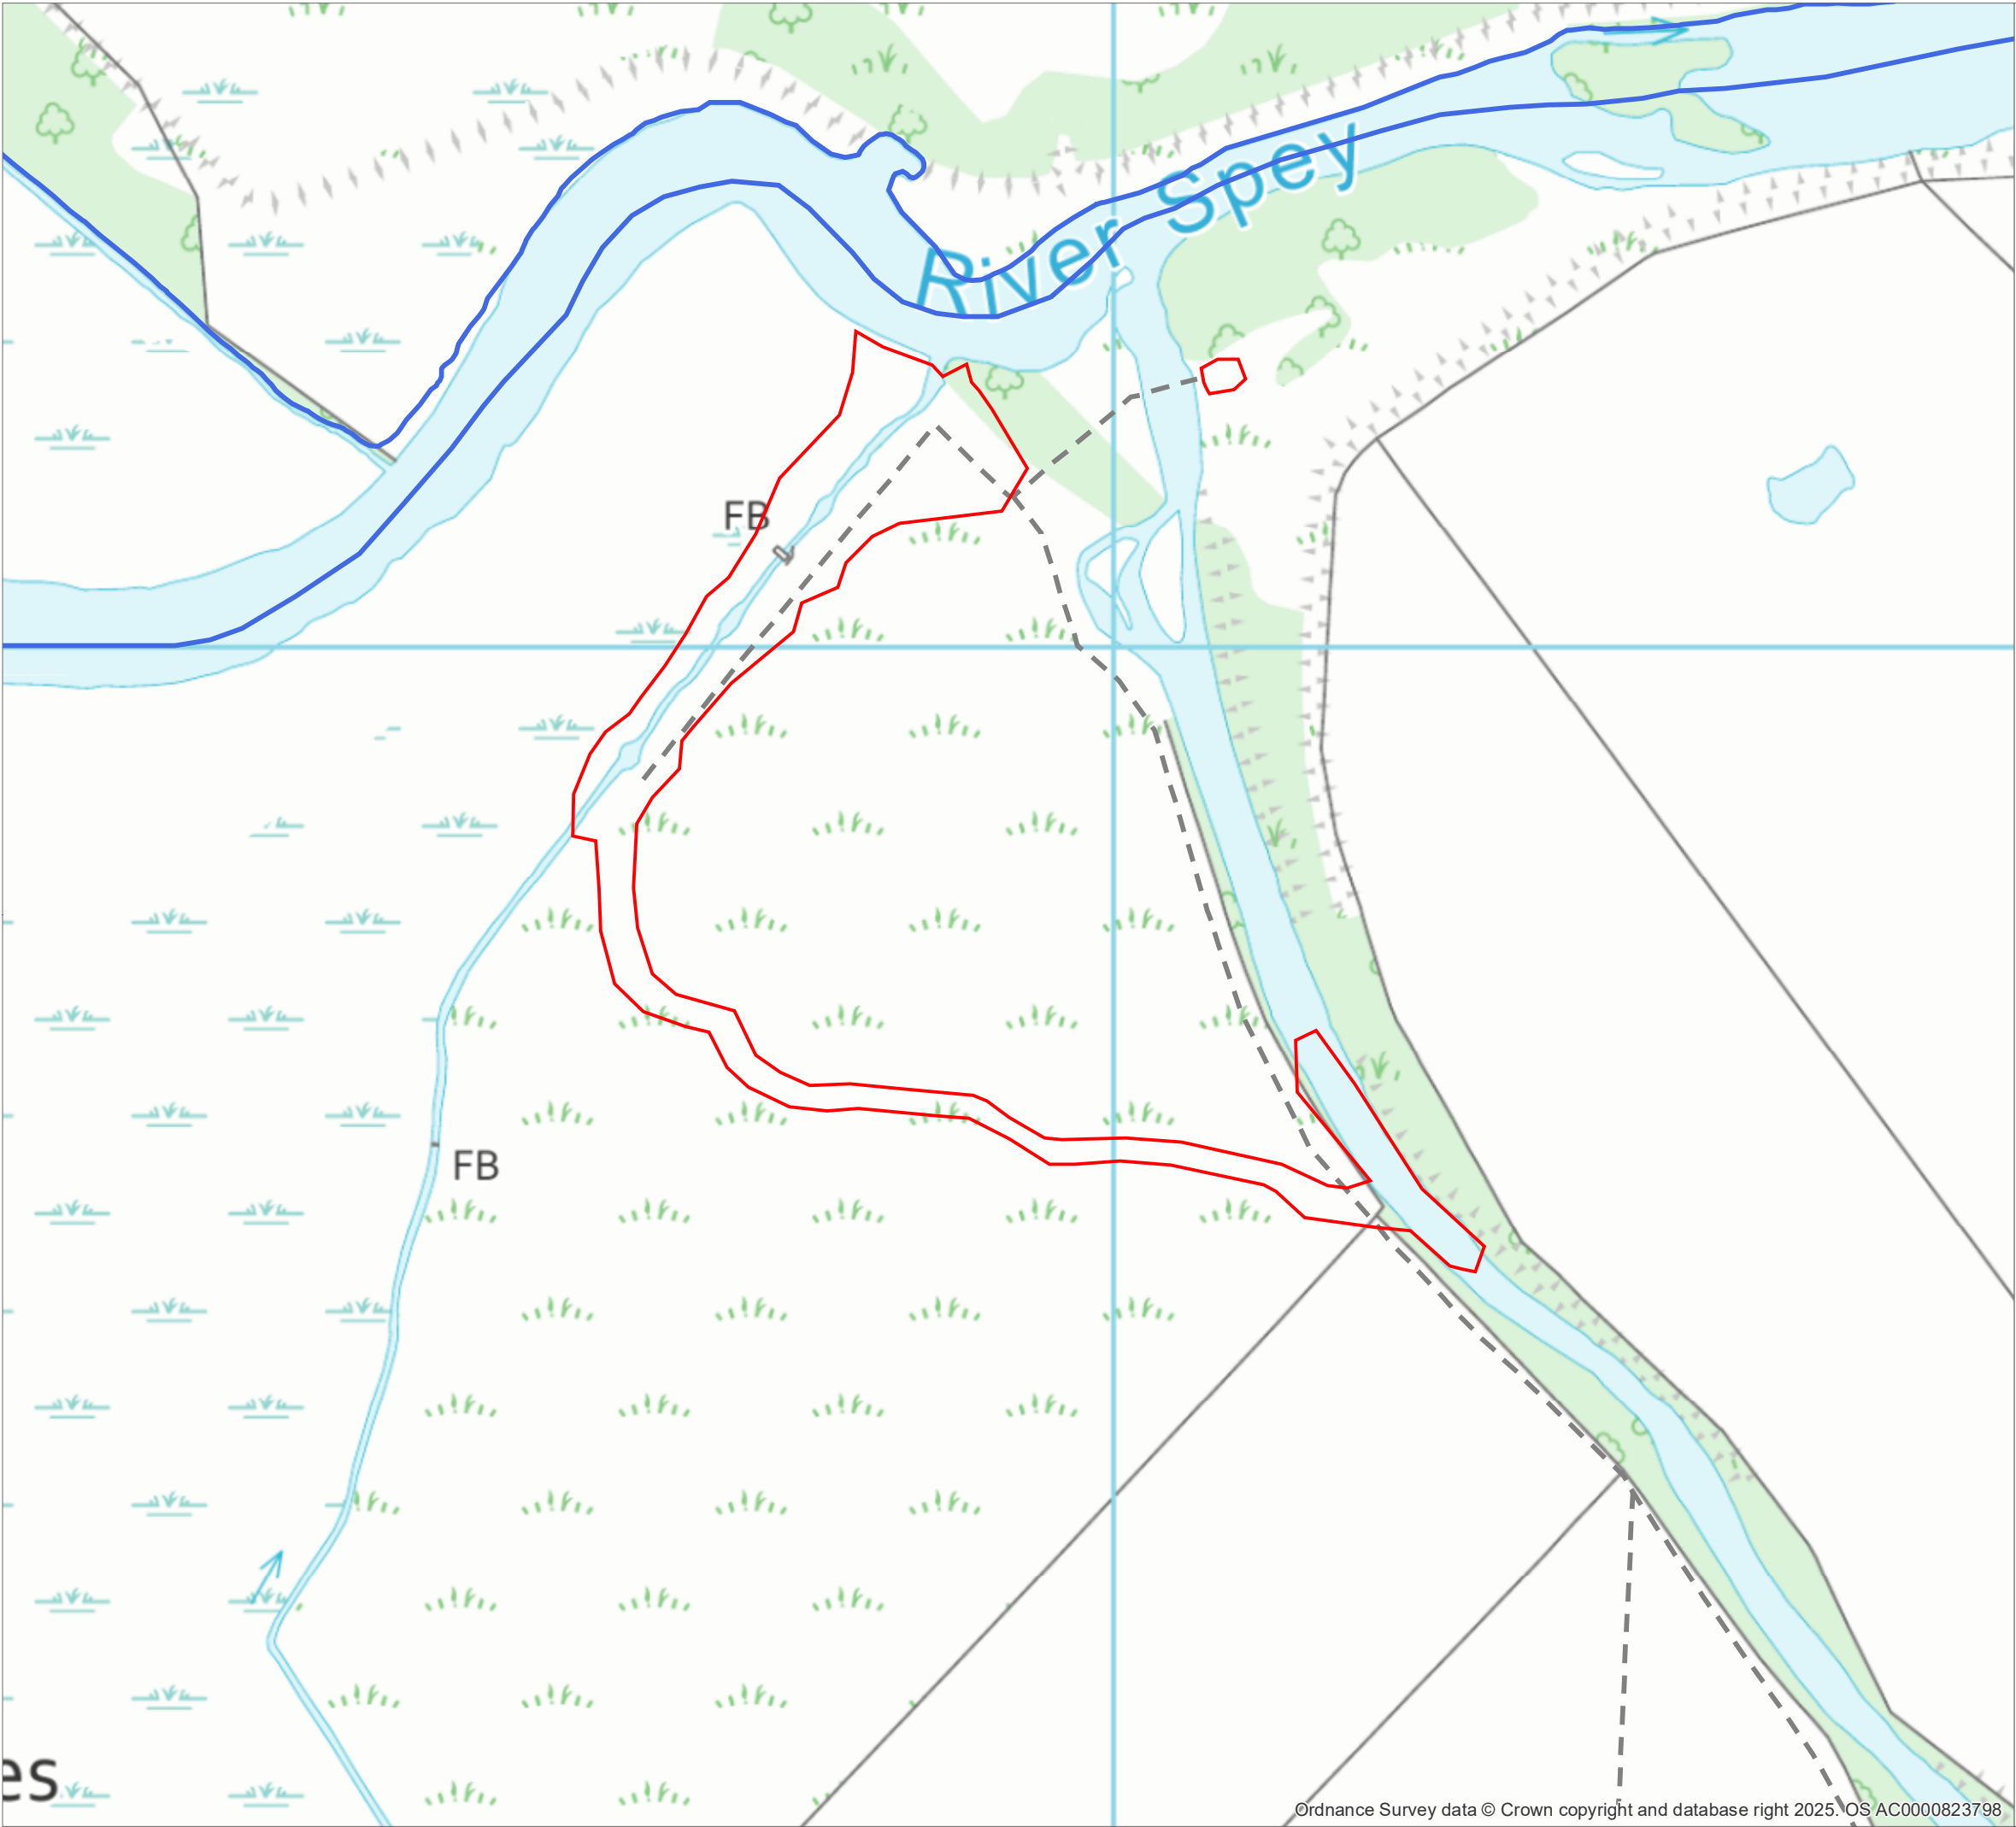 River Spey
FB
FB
es
Ordnance Survey data © Crown copyright and database right 2025. OS AC0000823798